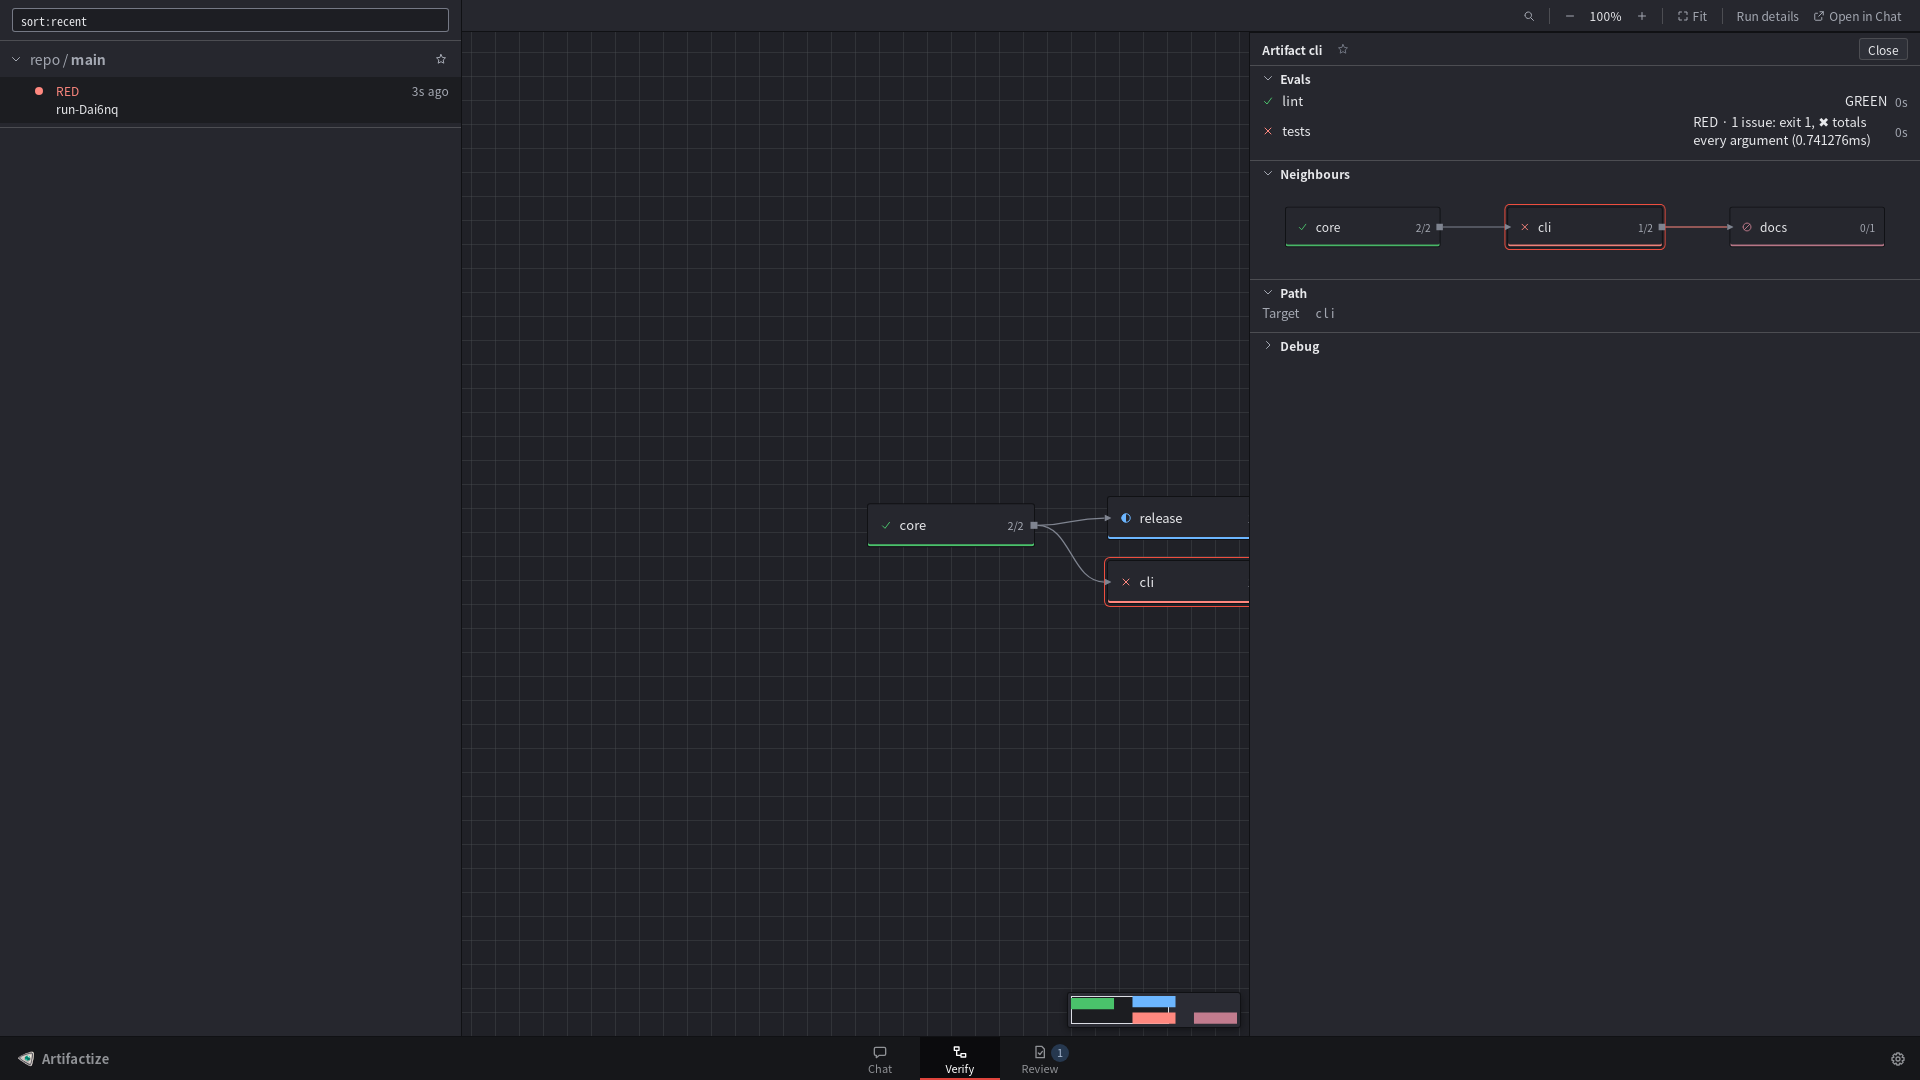 sort:recent
repo / main
RED
3s ago
run-Dai6nq
100%
Fit
Run details
Open in Chat
Artifact cli
Close
Evals
lint
GREEN 0s
tests
RED · 1 issue: exit 1, ✖ totals
every argument (0.741276ms)
0s
Neighbours
core 2/2
cli 1/2
docs 0/1
Path
Target cli
Debug
core 2/2
release
cli
Artifactize
Chat
Verify
Review
1